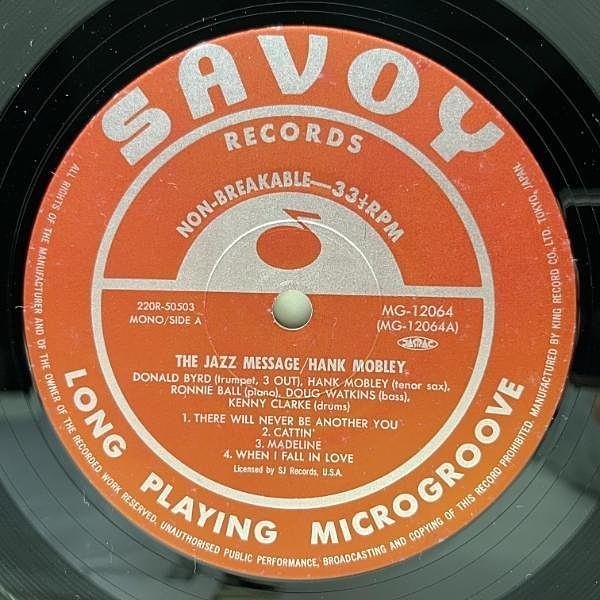 SAVOY
RECORDS
NON-BREAKABLE—33⅓RPM
220R-50503
MONO/SIDE A
MG-12064
(MG-12064A)
JASRAC
THE JAZZ MESSAGE/HANK MOBLEY
DONALD BYRD (trumpet, 3 OUT), HANK MOBLEY (tenor sax),
RONNIE BALL (piano), DOUG WATKINS (bass),
KENNY CLARKE (drums)
1. THERE WILL NEVER BE ANOTHER YOU
2. CATTIN'
3. MADELINE
4. WHEN I FALL IN LOVE
Licensed by SJ Records, U.S.A.
LONG PLAYING MICROGROOVE
ALL RIGHTS OF THE MANUFACTURER AND OF THE OWNER OF THE RECORDED WORK RESERVED. UNAUTHORISED PUBLIC PERFORMANCE, BROADCASTING AND COPYING OF THIS RECORD PROHIBITED. MANUFACTURED BY KING RECORD CO., LTD. TOKYO, JAPAN.